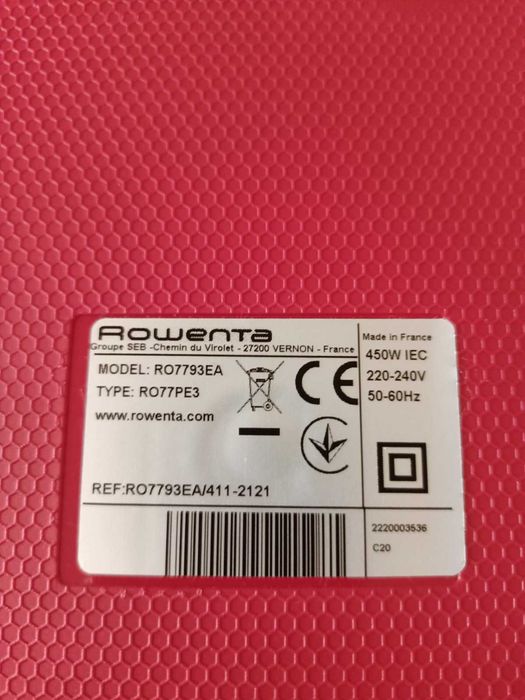 Rowenta
Groupe SEB -Chemin du Virolet - 27200 VERNON - France
MODEL: RO7793EA
TYPE: RO77PE3
www.rowenta.com
CE
REF:RO7793EA/411-2121
Made in France
450W IEC
220-240V
50-60Hz
2220003536
C20